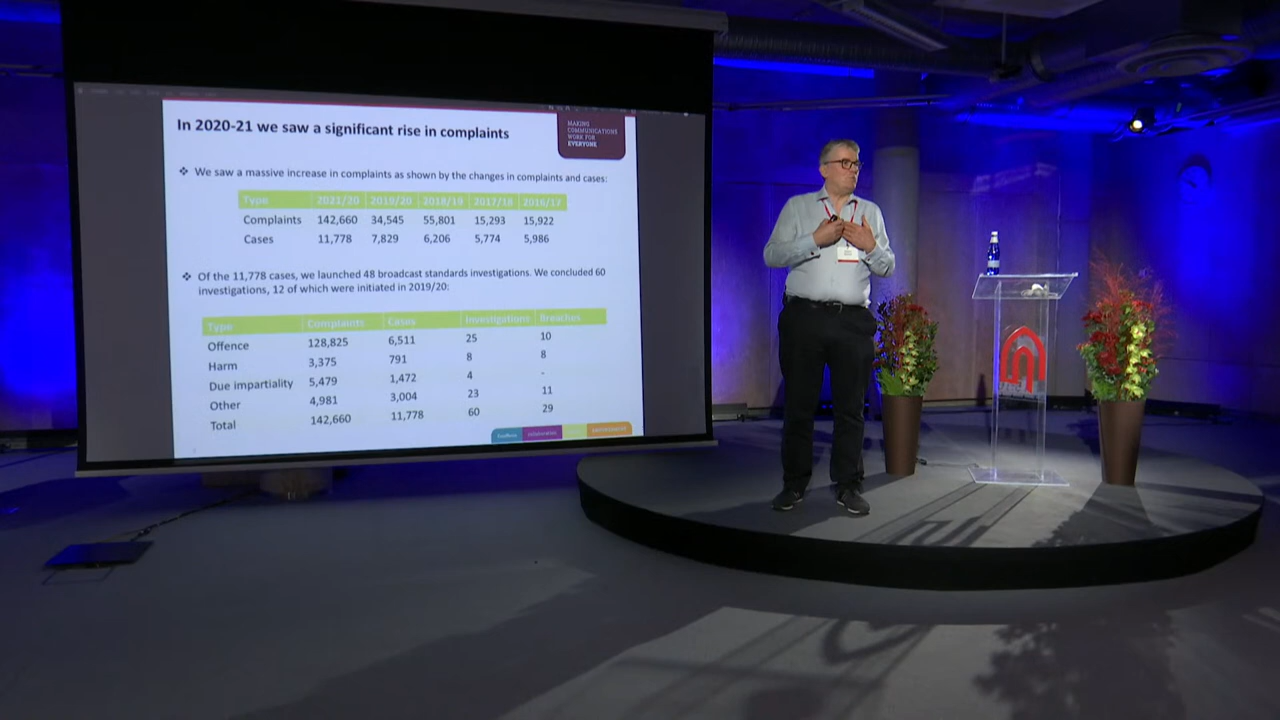 In 2020-21 we saw a significant rise in complaints
MAKING
COMMUNICATIONS
WORK FOR
EVERYONE
❖ We saw a massive increase in complaints as shown by the changes in complaints and cases:
Type 2021/20 2019/20 2018/19 2017/18 2016/17
Complaints 142,660 34,545 55,801 15,293 15,922
Cases 11,778 7,829 6,206 5,774 5,986
❖ Of the 11,778 cases, we launched 48 broadcast standards investigations. We concluded 60
investigations, 12 of which were initiated in 2019/20:
Type Complaints Cases Investigations Breaches
Offence 128,825 6,511 25 10
Harm 3,375 791 8 8
Due impartiality 5,479 1,472 4 -
Other 4,981 3,004 23 11
Total 142,660 11,778 60 29